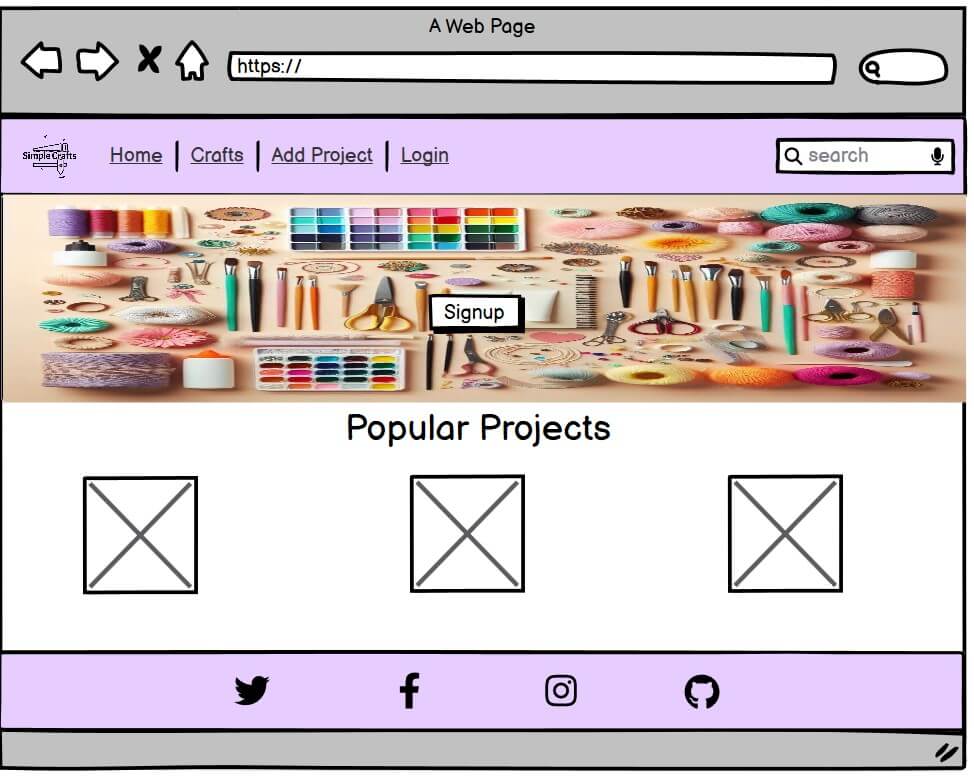 A Web Page
https://
Simple Crafts
Home | Crafts | Add Project | Login
search
Signup
Popular Projects